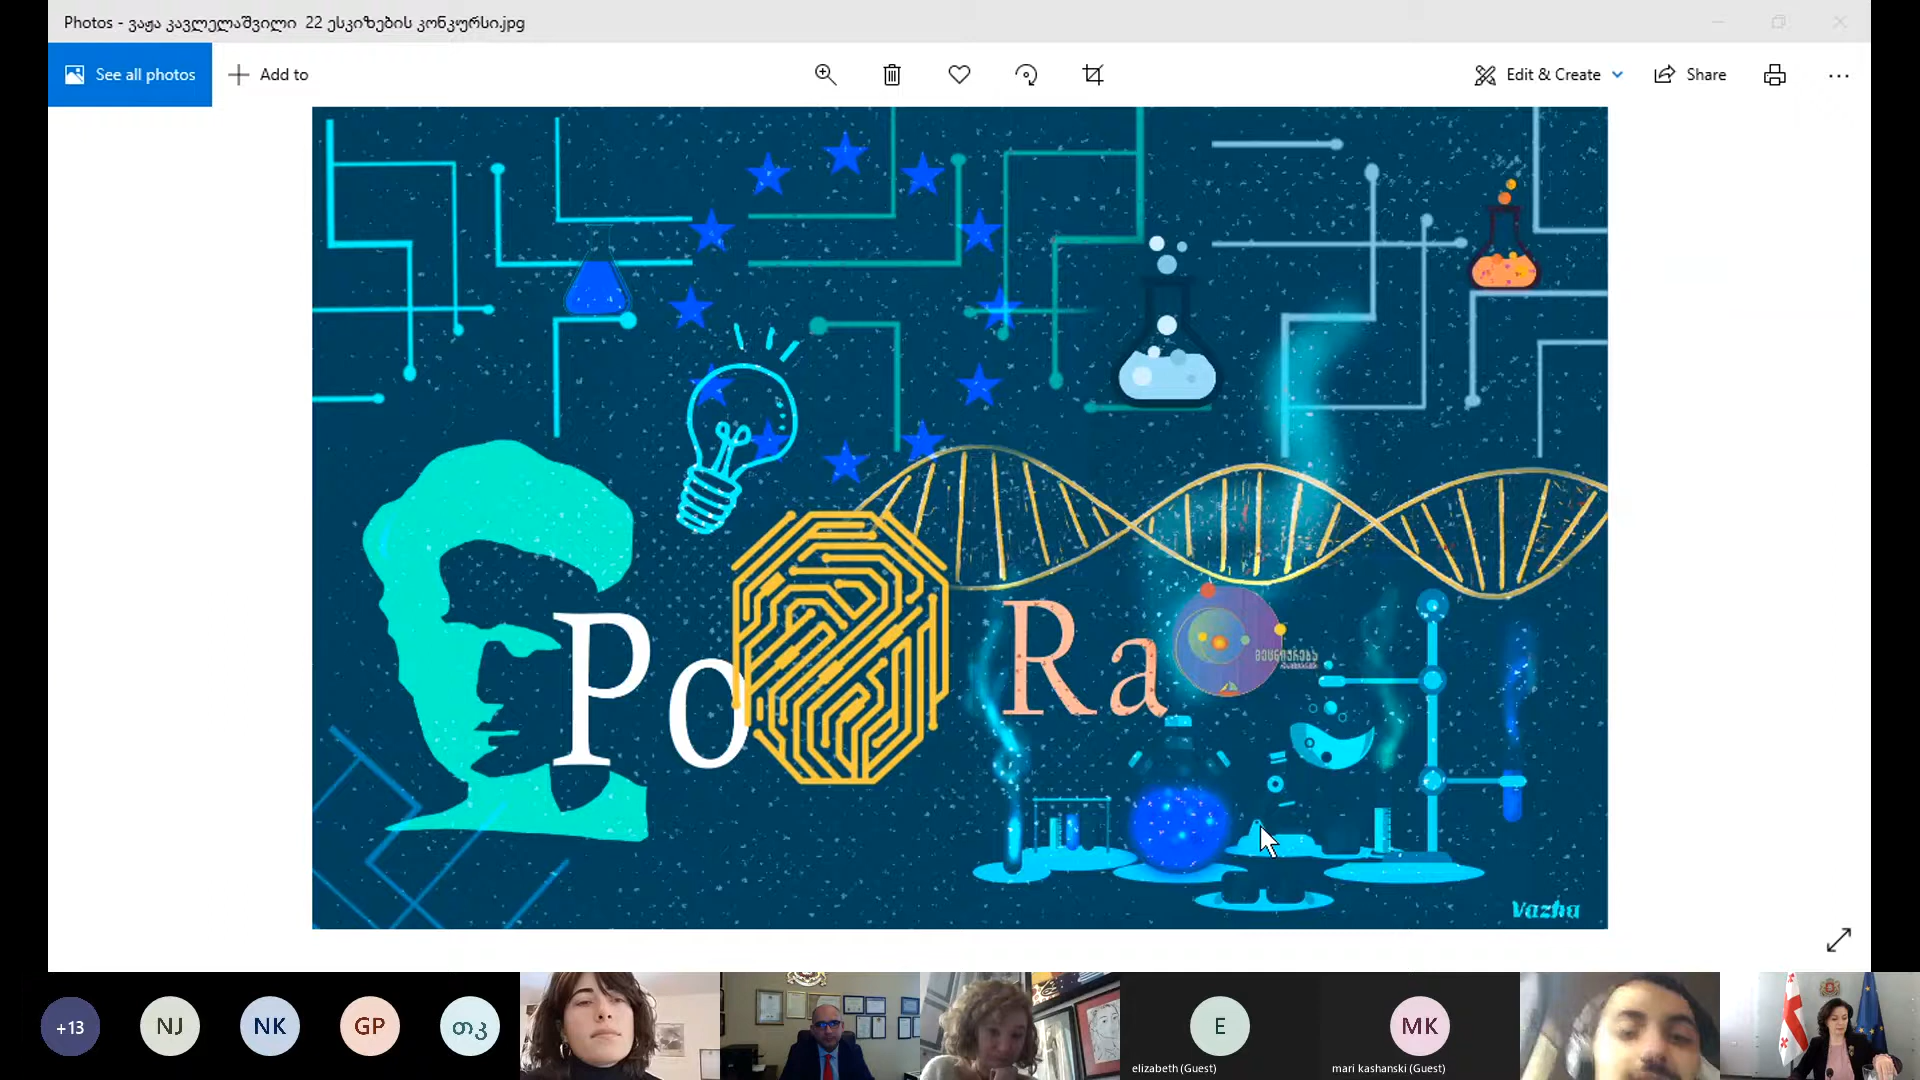 Photos - ვაჟა კავლელაშვილი 22 ესკიზების კონკურსი.jpg
See all photos
Add to
Edit & Create
Share
Po
Ra
მეცნიერება
Vazha
+13
NJ
NK
GP
თკ
E
elizabeth (Guest)
MK
mari kashanski (Guest)